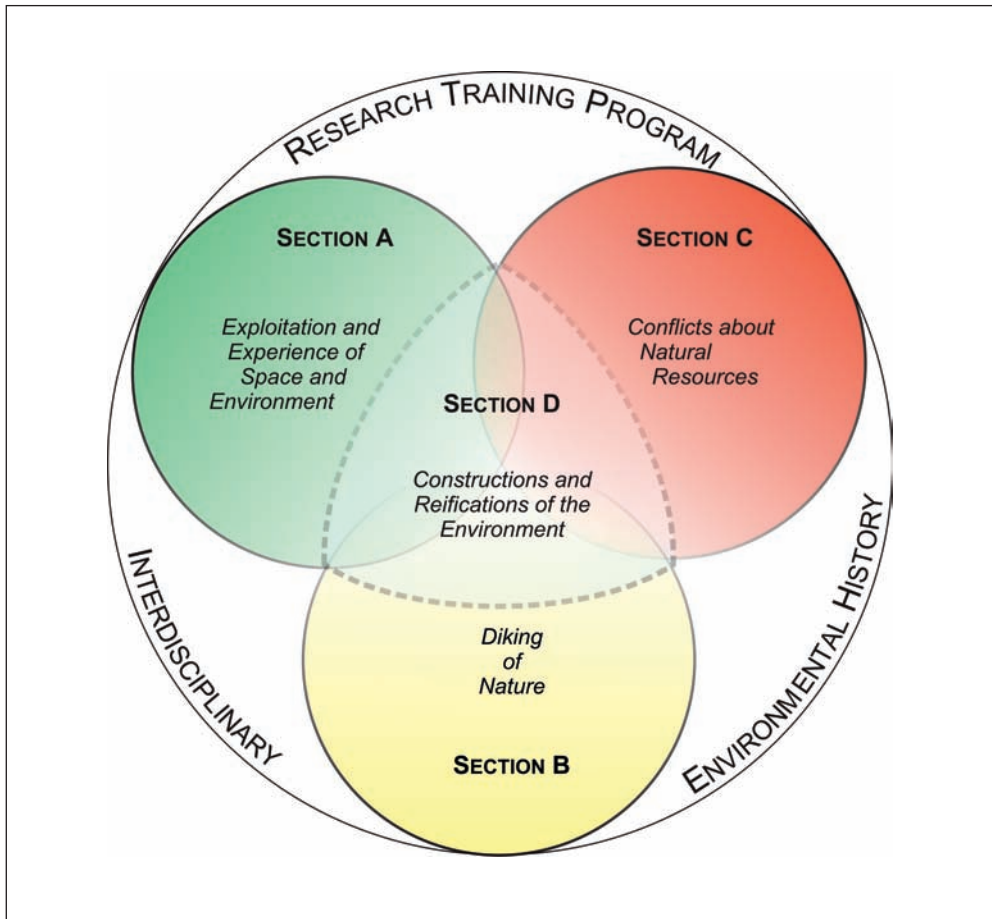 RESEARCH TRAINING PROGRAM
SECTION A
Exploitation and
Experience of
Space and
Environment
SECTION C
Conflicts about
Natural
Resources
SECTION D
Constructions and
Reifications of the
Environment
Diking
of
Nature
SECTION B
INTERDISCIPLINARY
ENVIRONMENTAL HISTORY